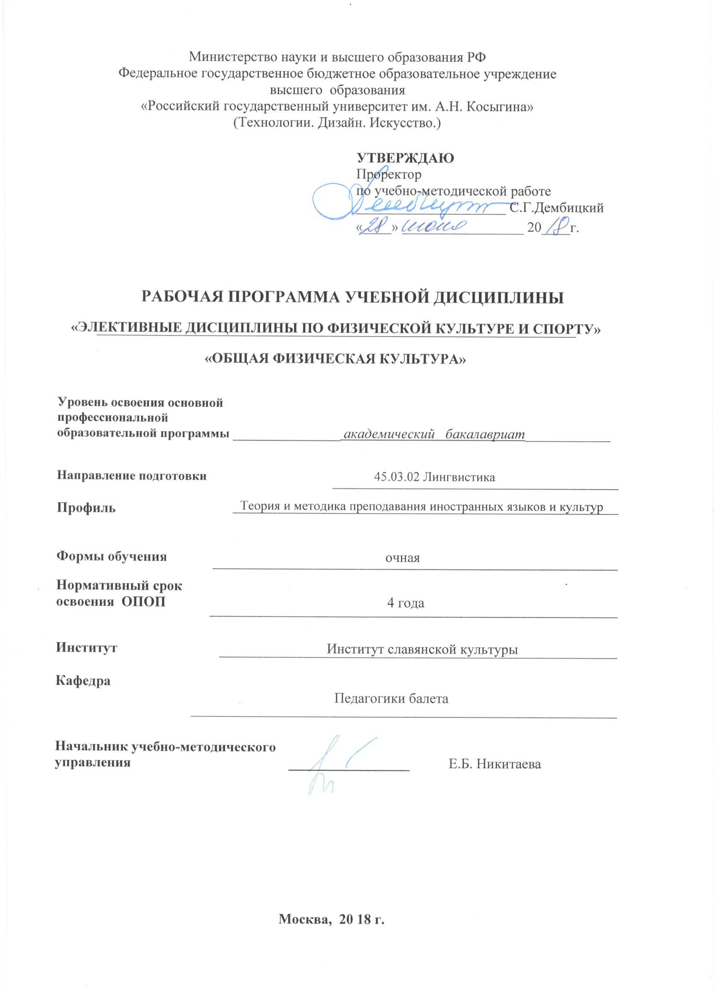 Министерство науки и высшего образования РФ
Федеральное государственное бюджетное образовательное учреждение
высшего образования
«Российский государственный университет им. А.Н. Косыгина»
(Технологии. Дизайн. Искусство.)
УТВЕРЖДАЮ
Проректор
по учебно-методической работе
С.Г.Дембицкий
«28» июня 2018г.
РАБОЧАЯ ПРОГРАММА УЧЕБНОЙ ДИСЦИПЛИНЫ
«ЭЛЕКТИВНЫЕ ДИСЦИПЛИНЫ ПО ФИЗИЧЕСКОЙ КУЛЬТУРЕ И СПОРТУ»
«ОБЩАЯ ФИЗИЧЕСКАЯ КУЛЬТУРА»
Уровень освоения основной
профессиональной
образовательной программы академический бакалавриат
Направление подготовки 45.03.02 Лингвистика
Профиль Теория и методика преподавания иностранных языков и культур
Формы обучения очная
Нормативный срок
освоения ОПОП 4 года
Институт Институт славянской культуры
Кафедра
Педагогики балета
Начальник учебно-методического
управления Е.Б. Никитаева
Москва, 20 18 г.